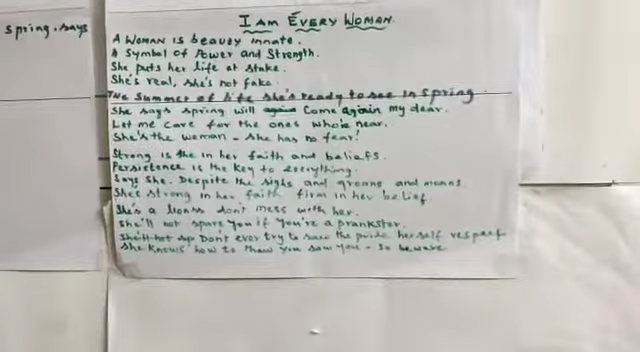 spring. says
I AM EVERY WOMAN.
A WOMAN IS beauty innate.
A Symbol of Power and Strength.
She puts her life at stake.
She's real, she's not fake.
The Summer of life she's ready to see in Spring.
She says spring will again Come again my dear.
Let me care for the ones who're near.
She's the woman - she has no fear!
Strong is the in her faith and beliefs.
Persistence is the key to everything.
Says She. Despite the sighs and groans and moans.
She's Strong in her faith firm in her belief.
She's a lioness don't mess with her.
She'll not spare you if you're a prankster.
Don't ever try to the pride her self respect
She knows how to thaw you saw you - so beware